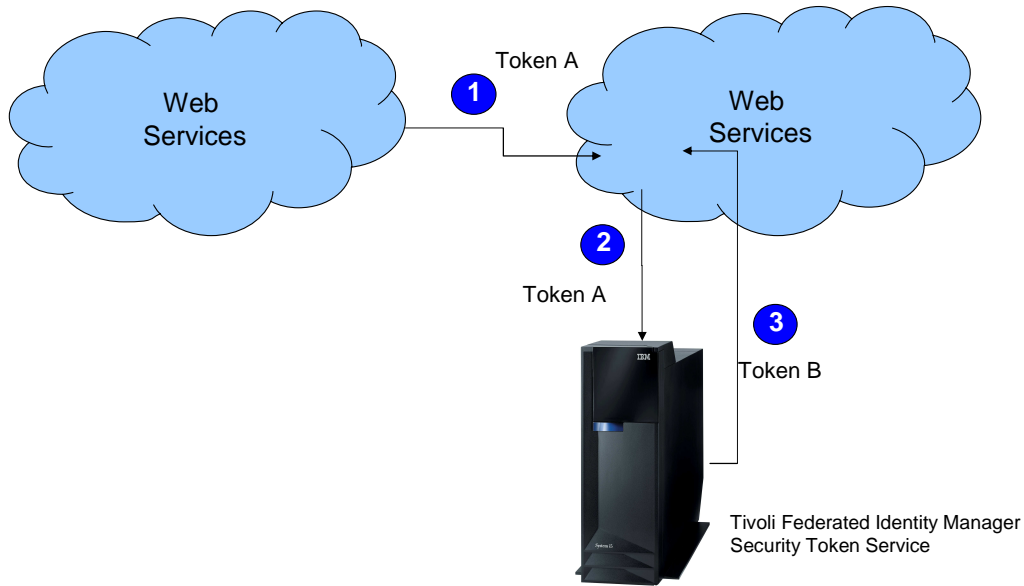 Web
Services
Token A
1
Web
Services
2
Token A
3
Token B
IBM
Tivoli Federated Identity Manager
Security Token Service